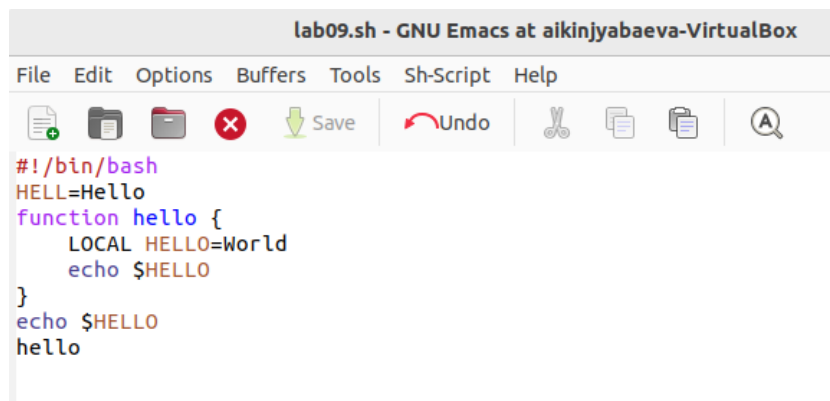 lab09.sh - GNU Emacs at aikinjyabaeva-VirtualBox
File Edit Options Buffers Tools Sh-Script Help
Save Undo
#!/bin/bash
HELL=Hello
function hello {
    LOCAL HELLO=World
    echo $HELLO
}
echo $HELLO
hello